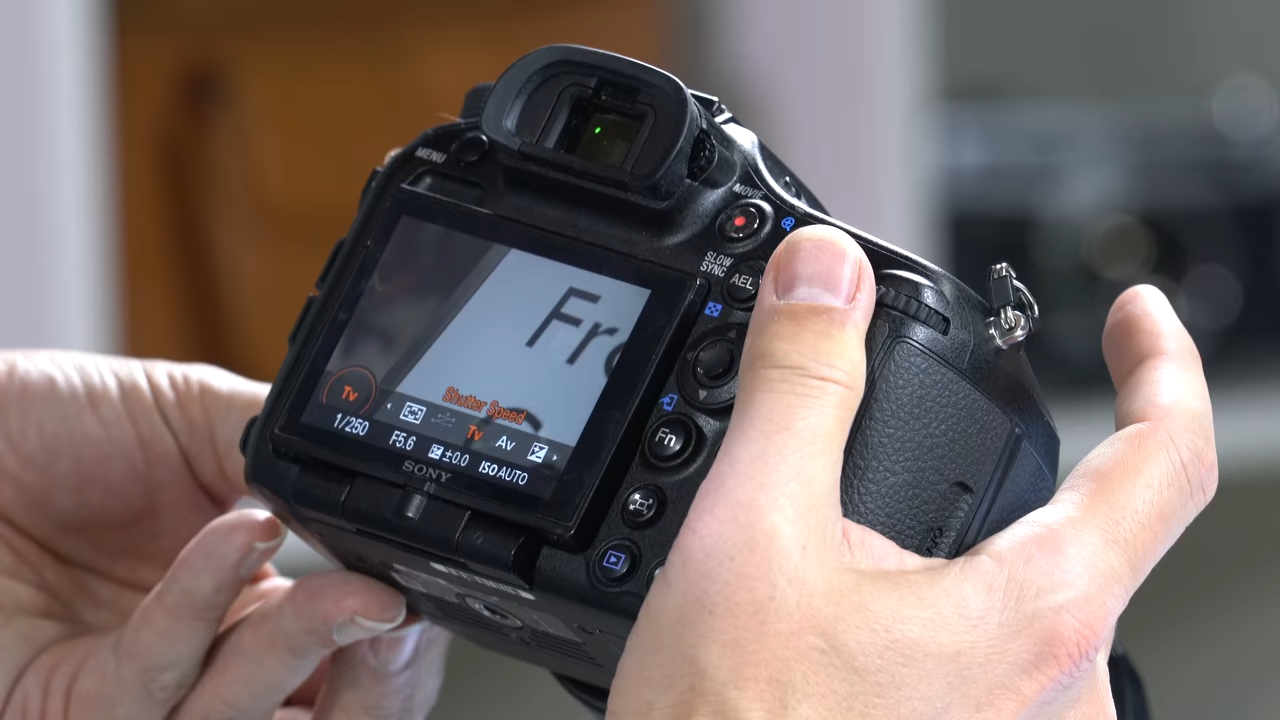 MENU
MOVIE
SLOW
SYNC
AEL
Fr
Shutter Speed
Tv
Tv
Av
1/250
F5.6
±0.0
ISO AUTO
SONY
Fn